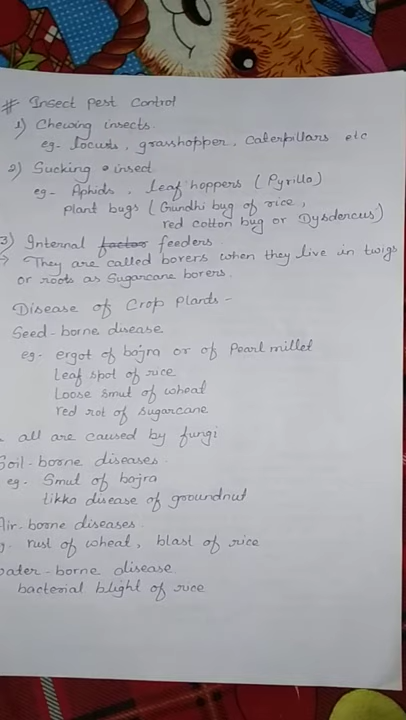 # Insect Pest Control
1) Chewing insects.
eg- locusts, grasshopper, caterpillars etc
2) Sucking insect
eg- Aphids, leaf hoppers (Pyrilla)
plant bugs (Gundhi bug of rice,
red cotton bug or Dysdercus)
3) Internal factor feeders.
→ They are called borers when they live in twigs
or roots as Sugarcane borers.
Disease of Crop Plants-
Seed-borne disease
eg- ergot of bajra or of Pearl millet
Leaf spot of rice
Loose smut of wheat
red rot of sugarcane
all are caused by fungi
Soil-borne diseases.
eg- Smut of bajra
tikka disease of groundnut
Air-borne diseases.
g. rust of wheat, blast of rice
water-borne disease
bacterial blight of rice